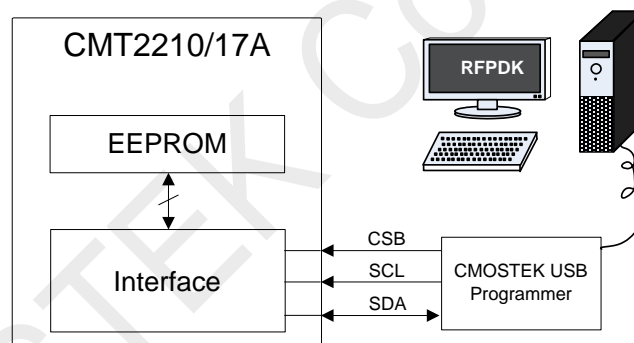 CMT2210/17A
RFPDK
EEPROM
CSB
SCL
SDA
Interface
CMOSTEK USB
Programmer